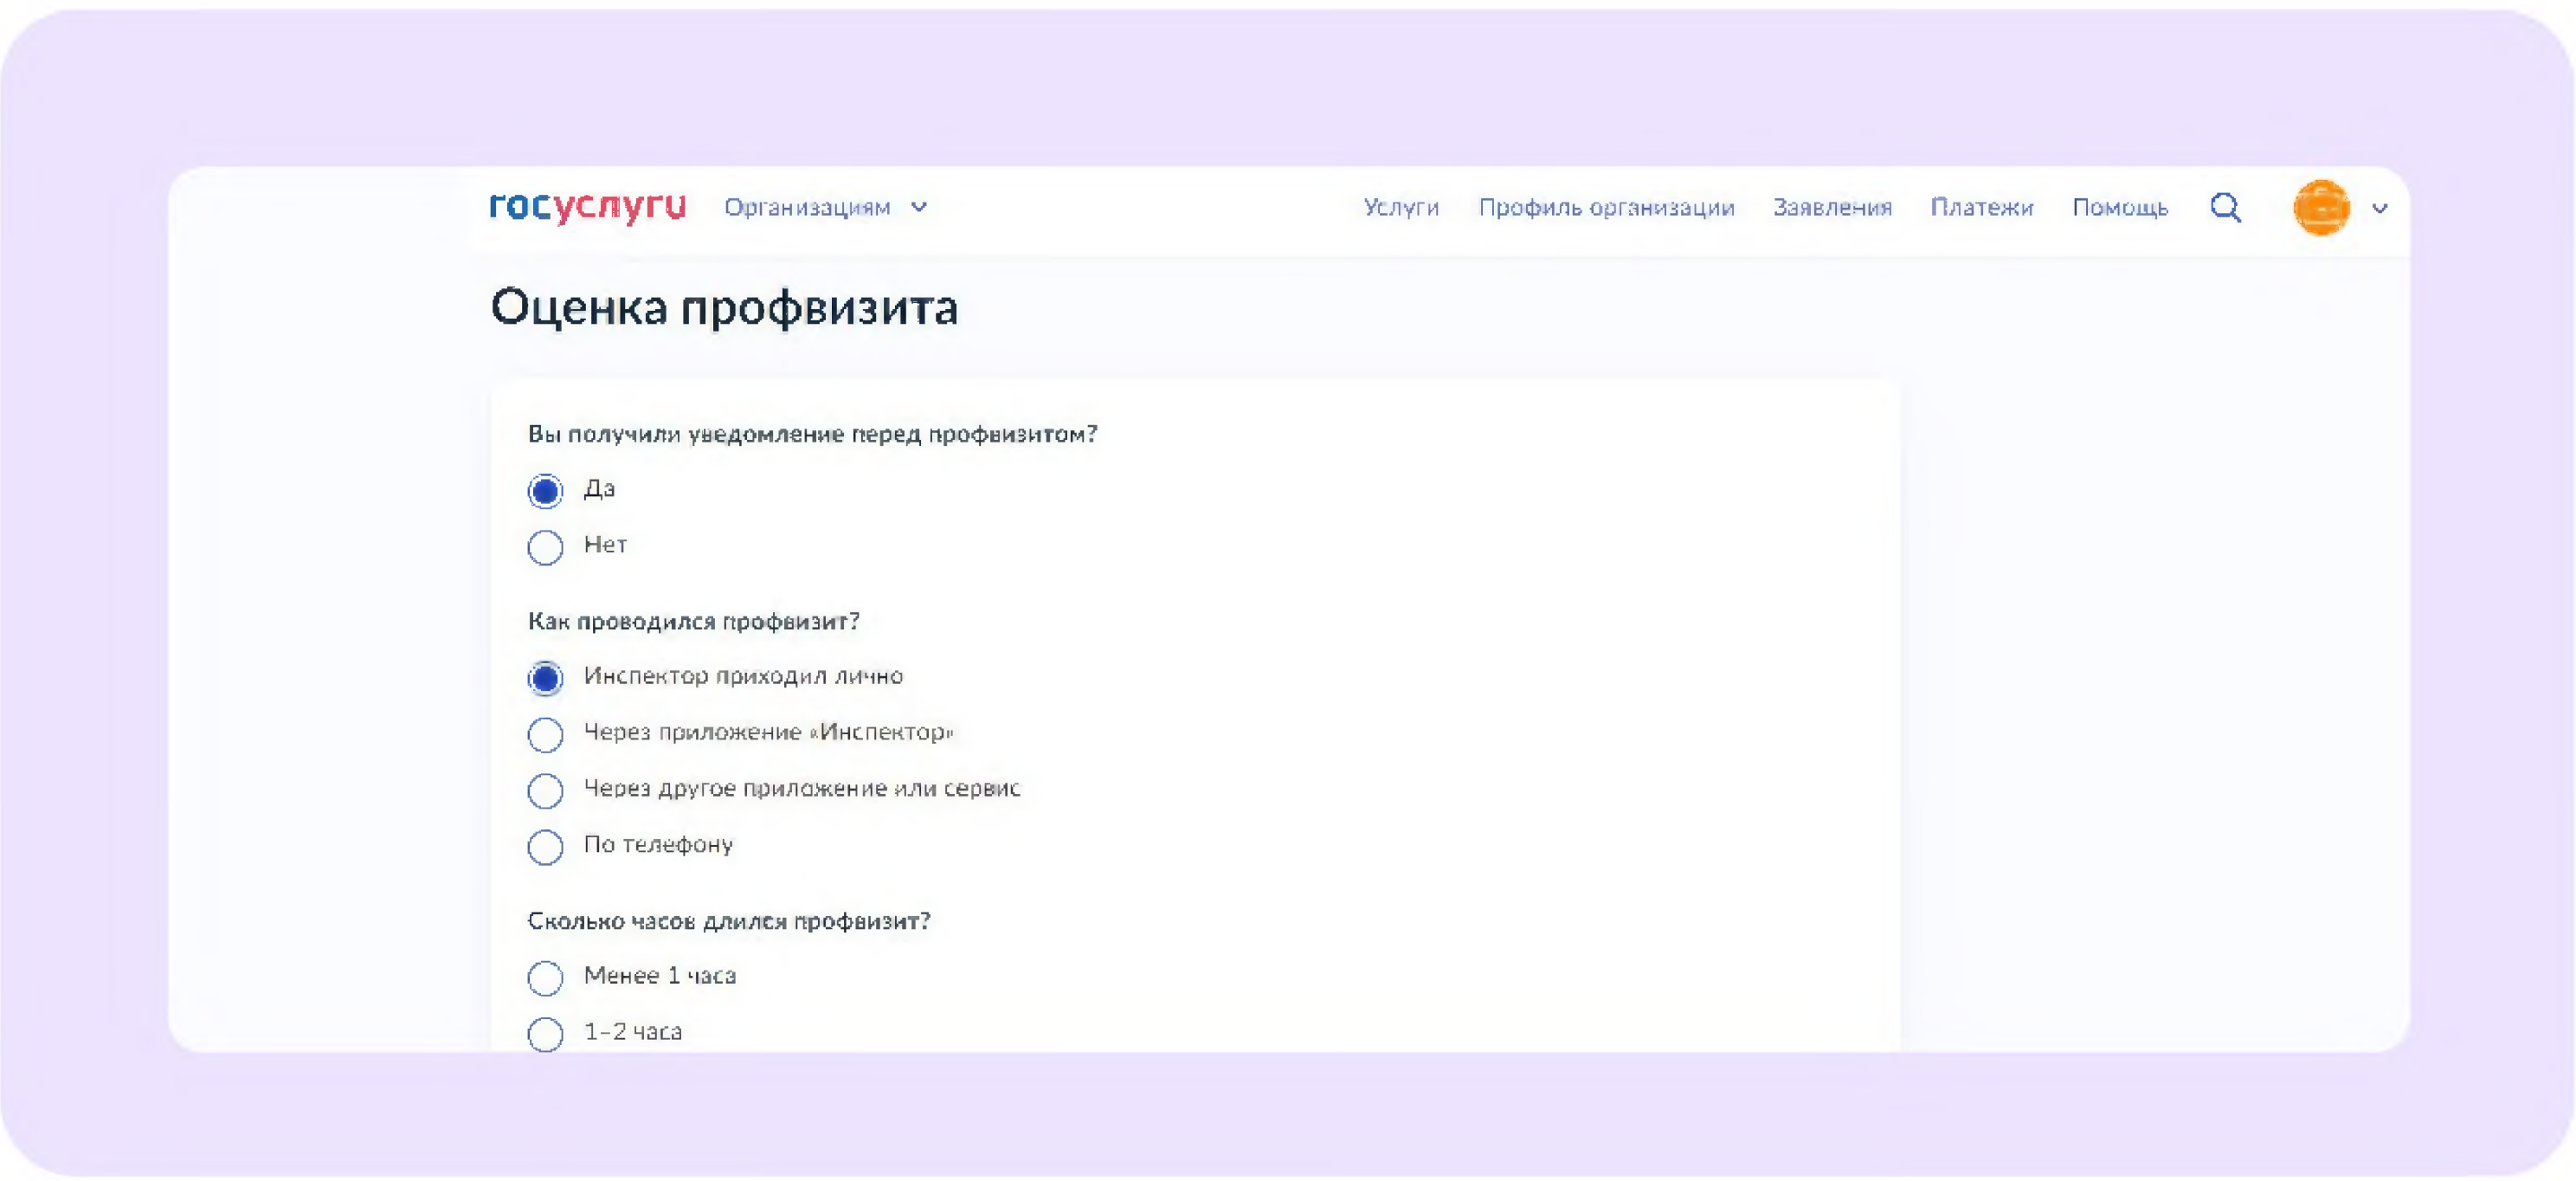 госуслуги Организациям Услуги Профиль организации Заявления Платежи Помощь
Оценка профвизита
Вы получили уведомление перед профвизитом?
Да
Нет
Как проводился профвизит?
Инспектор приходил лично
Через приложение «Инспектор»
Через другое приложение или сервис
По телефону
Сколько часов длился профвизит?
Менее 1 часа
1–2 часа